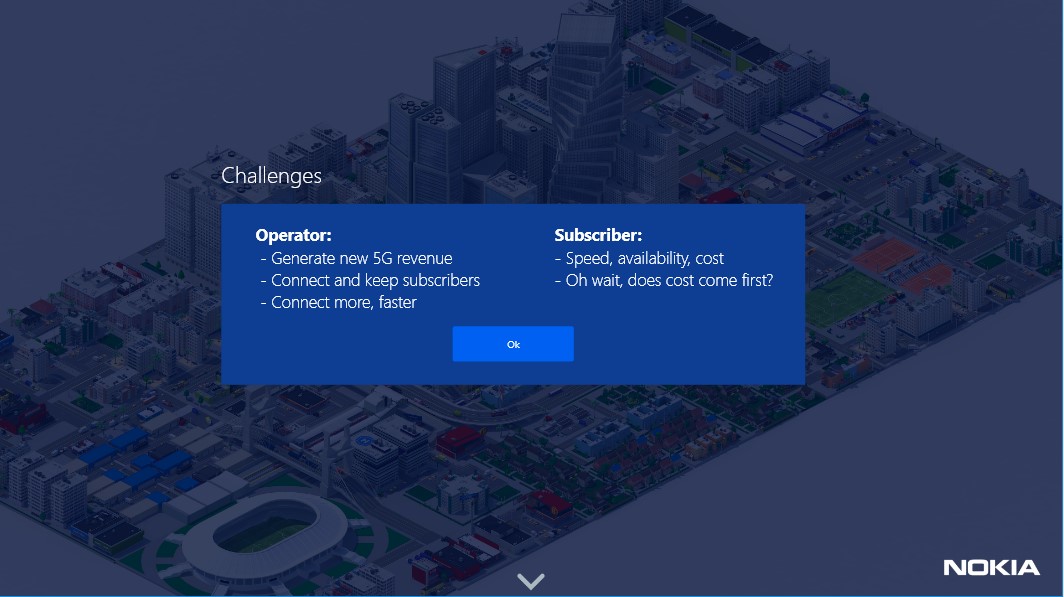 Challenges
Operator:
- Generate new 5G revenue
- Connect and keep subscribers
- Connect more, faster
Subscriber:
- Speed, availability, cost
- Oh wait, does cost come first?
Ok
NOKIA